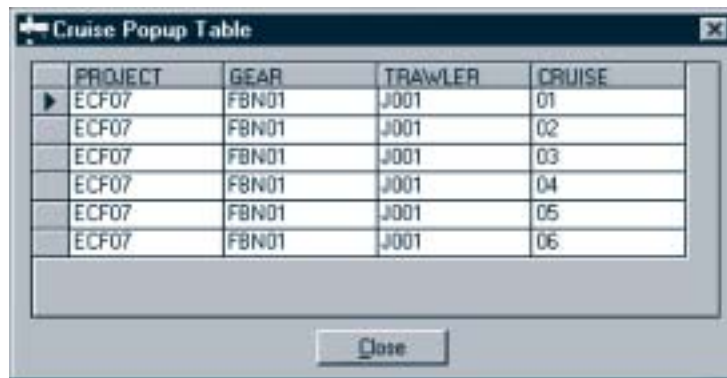 Cruise Popup Table
PROJECT GEAR TRAWLER CRUISE
ECF07 FBN01 J001 01
ECF07 FBN01 J001 02
ECF07 FBN01 J001 03
ECF07 FBN01 J001 04
ECF07 FBN01 J001 05
ECF07 FBN01 J001 06
Close